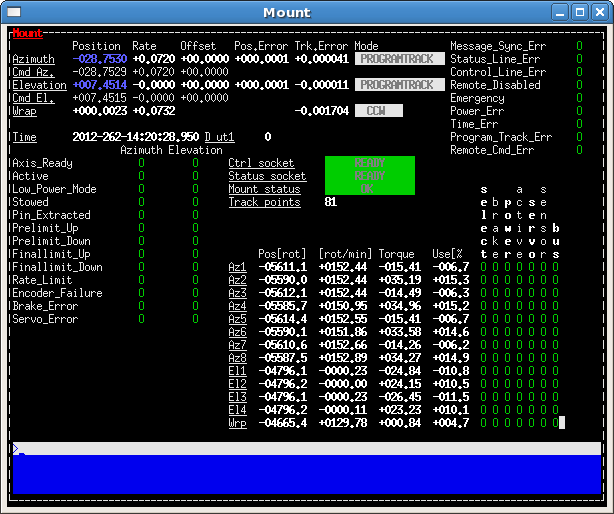 Mount
Mount
Position Rate Offset Pos.Error Trk.Error Mode Message_Sync_Err 0
Azimuth -028.7530 +0.0720 +00.0000 +000.0001 +0.000041 PROGRAMTRACK Status_Line_Err 0
Cmd Az. -028.7529 +0.0720 +00.0000 Control_Line_Err 0
Elevation +007.4514 -0.0000 +00.0000 +000.0001 -0.000011 PROGRAMTRACK Remote_Disabled 0
Cmd El. +007.4515 -0.0000 +00.0000 Emergency 0
Wrap +000.0023 +0.0732 -0.001704 CCW Power_Err 0
Time_Err 0
Time 2012-262-14:20:28.950 D_ut1 0 Program_Track_Err 0
Azimuth Elevation Remote_Cmd_Err 0
Axis_Ready 0 0 Ctrl socket READY
Active 0 0 Status socket
Low_Power_Mode 0 0 Mount status OK
Stowed 0 0 Track points 81
Pin_Extracted 0 0
Prelimit_Up 0 0
Prelimit_Down 0 0
Finallimit_Up 0 0
Finallimit_Down 0 0
Rate_Limit 0 0
Encoder_Failure 0 0
Brake_Error 0 0
Servo_Error 0 0
Pos[rot] [rot/min] Torque Use[%
Az1 -05611.1 +0152.44 -015.41 -006.7 0 0 0 0 0 0 0
Az2 -05590.0 +0152.44 +035.19 +015.3 0 0 0 0 0 0 0
Az3 -05612.1 +0152.44 -014.49 -006.3 0 0 0 0 0 0 0
Az4 -05585.7 +0150.95 +034.96 +015.2 0 0 0 0 0 0 0
Az5 -05614.4 +0152.55 -015.41 -006.7 0 0 0 0 0 0 0
Az6 -05590.1 +0151.86 +033.58 +014.6 0 0 0 0 0 0 0
Az7 -05610.6 +0152.66 -014.26 -006.2 0 0 0 0 0 0 0
Az8 -05587.5 +0152.89 +034.27 +014.9 0 0 0 0 0 0 0
El1 -04796.1 -0000.23 -024.84 -010.8 0 0 0 0 0 0 0
El2 -04796.2 -0000.00 +024.15 +010.5 0 0 0 0 0 0 0
El3 -04796.1 -0000.23 -026.45 -011.5 0 0 0 0 0 0 0
El4 -04796.2 -0000.11 +023.23 +010.1 0 0 0 0 0 0 0
Wrp -04665.4 +0129.78 +000.84 +004.7 0 0 0 0 0 0 0
>